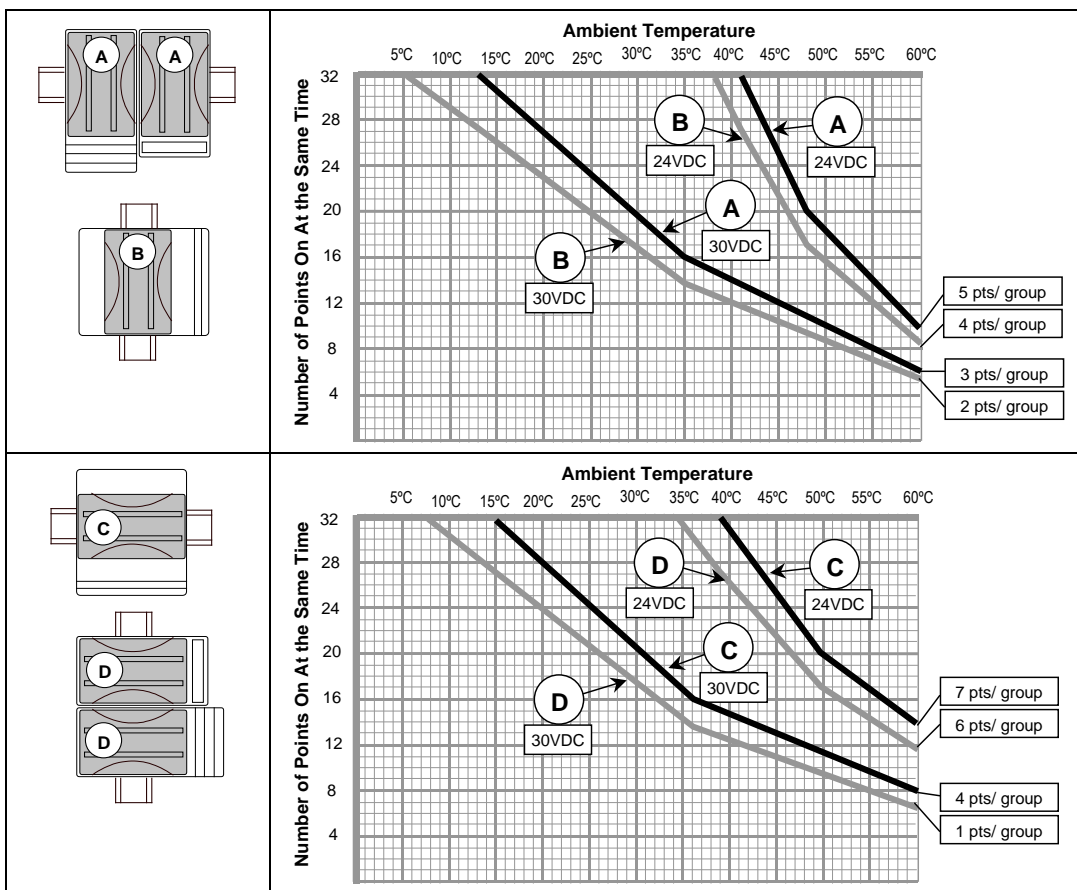 A A
B
Ambient Temperature
5ºC 10ºC 15ºC 20ºC 25ºC 30ºC 35ºC 40ºC 45ºC 50ºC 55ºC 60ºC
Number of Points On At the Same Time
32
28
24
20
16
12
8
4
B
24VDC
A
24VDC
A
30VDC
B
30VDC
5 pts/ group
4 pts/ group
3 pts/ group
2 pts/ group
C
D
D
Ambient Temperature
5ºC 10ºC 15ºC 20ºC 25ºC 30ºC 35ºC 40ºC 45ºC 50ºC 55ºC 60ºC
Number of Points On At the Same Time
32
28
24
20
16
12
8
4
D
24VDC
C
24VDC
C
30VDC
D
30VDC
7 pts/ group
6 pts/ group
4 pts/ group
1 pts/ group